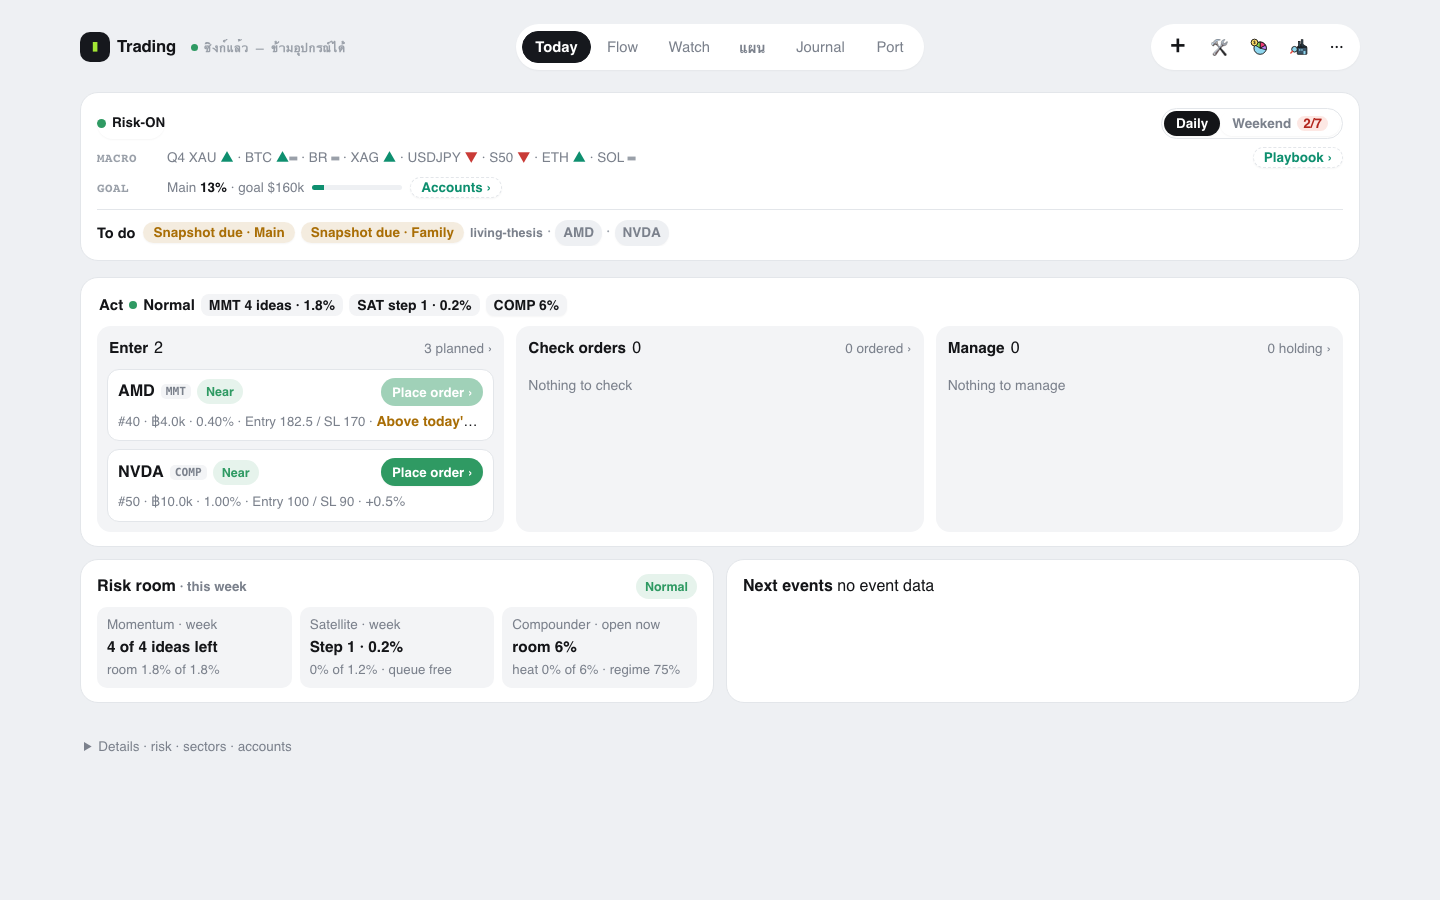 Trading
ซิงก์แล้ว — ข้ามอุปกรณ์ได้
Today Flow Watch แผน Journal Port
Risk-ON
Daily Weekend 2/7
MACRO Q4 XAU ▲ · BTC ▲▬ · BR ▬ · XAG ▲ · USDJPY ▼ · S50 ▼ · ETH ▲ · SOL ▬
Playbook ›
GOAL Main 13% · goal $160k Accounts ›
To do Snapshot due · Main Snapshot due · Family living-thesis · AMD · NVDA
Act Normal MMT 4 ideas · 1.8% SAT step 1 · 0.2% COMP 6%
Enter 2 3 planned ›
AMD MMT Near Place order ›
#40 · ฿4.0k · 0.40% · Entry 182.5 / SL 170 · Above today'...
NVDA COMP Near Place order ›
#50 · ฿10.0k · 1.00% · Entry 100 / SL 90 · +0.5%
Check orders 0 0 ordered ›
Nothing to check
Manage 0 0 holding ›
Nothing to manage
Risk room · this week Normal
Momentum · week
4 of 4 ideas left
room 1.8% of 1.8%
Satellite · week
Step 1 · 0.2%
0% of 1.2% · queue free
Compounder · open now
room 6%
heat 0% of 6% · regime 75%
Next events no event data
▶ Details · risk · sectors · accounts